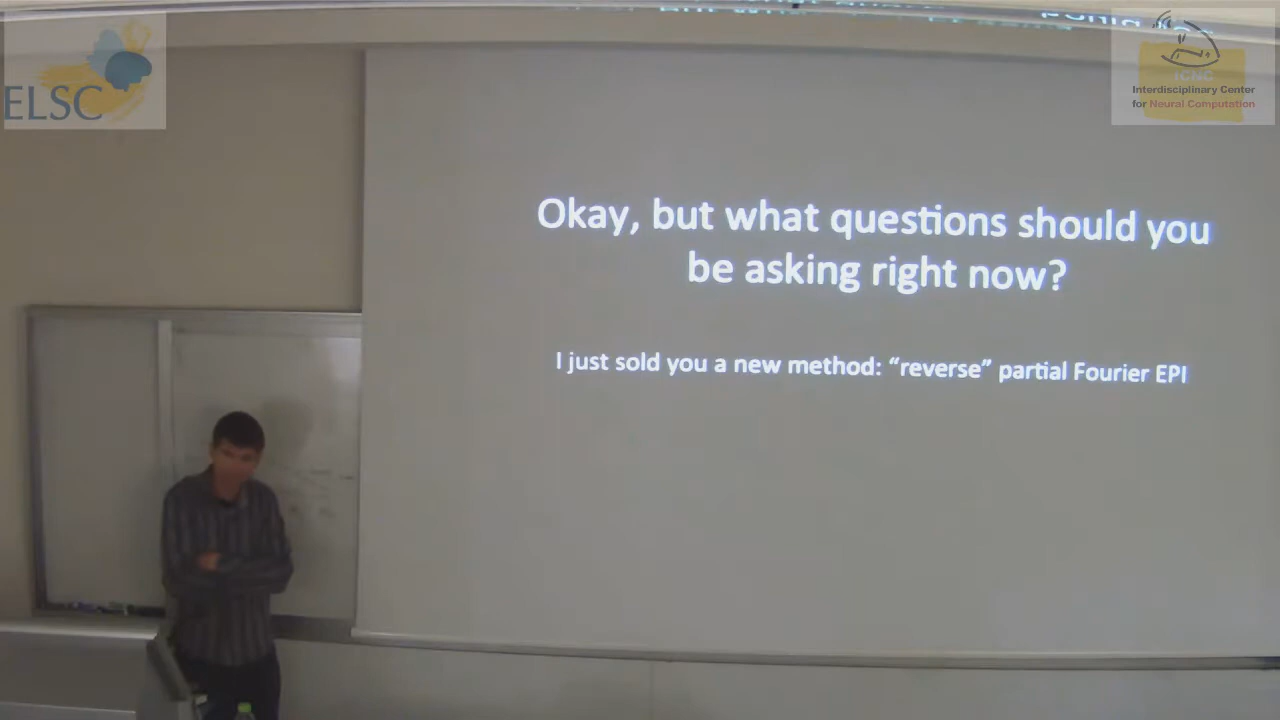 ELSC
ICNC
Interdisciplinary Center
for Neural Computation
Okay, but what questions should you
be asking right now?
I just sold you a new method: “reverse” partial Fourier EPI